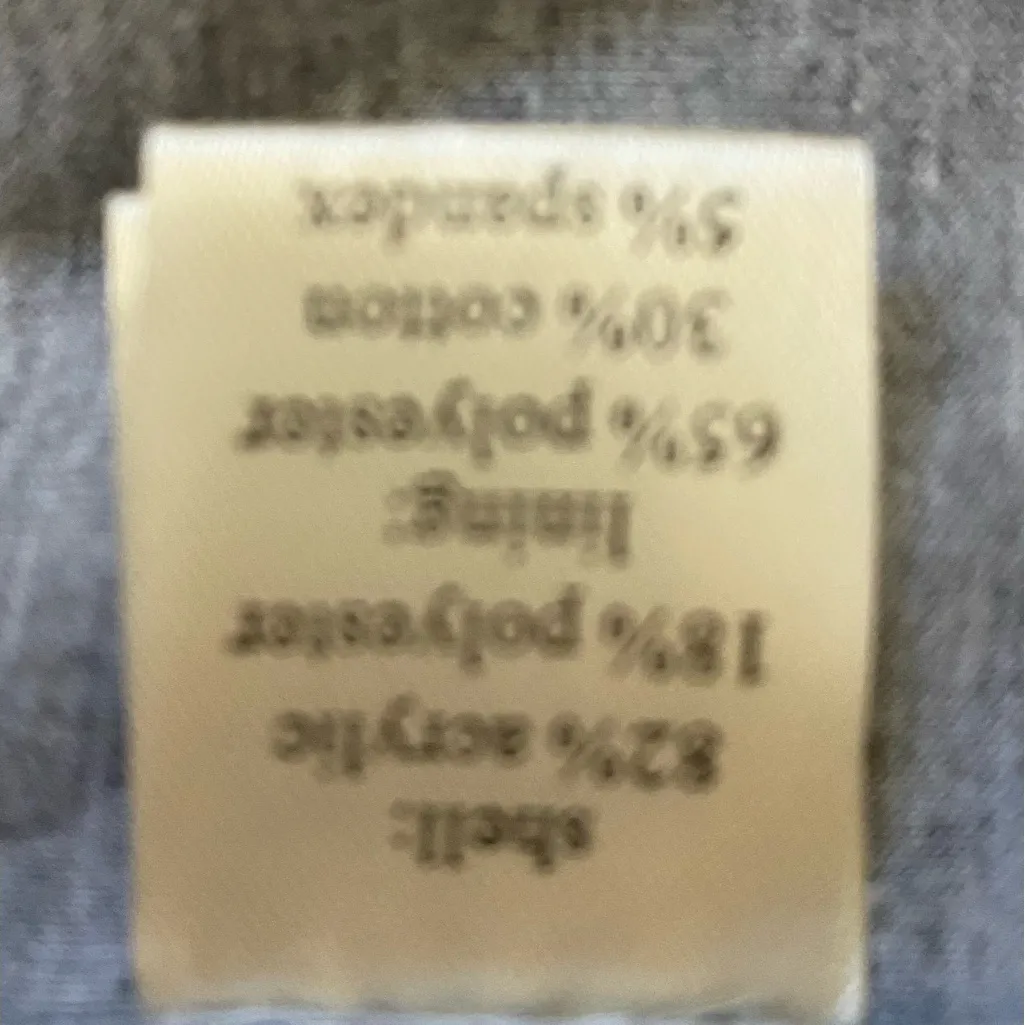 shell:
82% acrylic
18% polyester
lining:
65% polyester
30% cotton
5% spandex